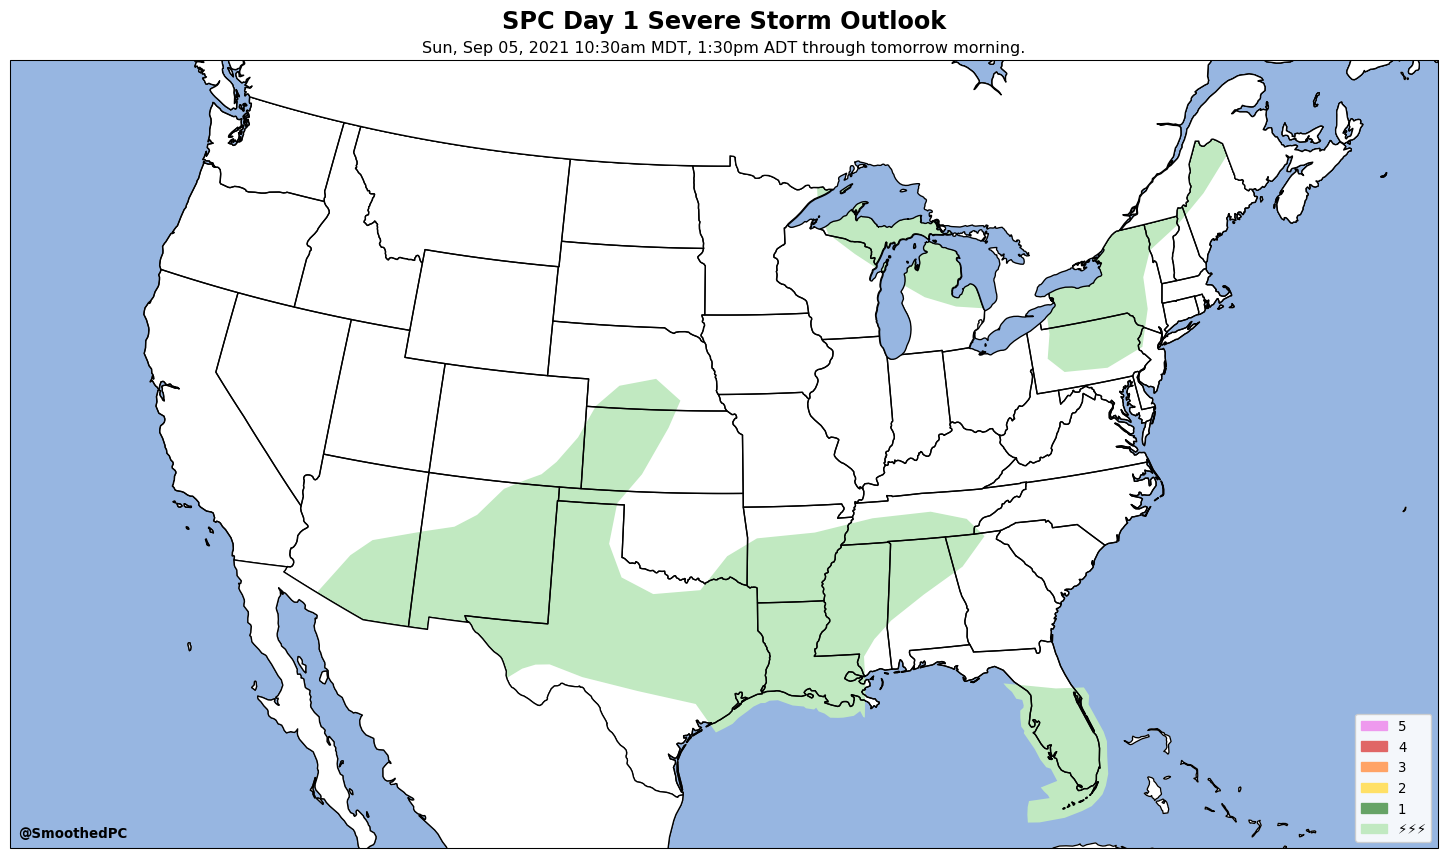 SPC Day 1 Severe Storm Outlook
Sun, Sep 05, 2021 10:30am MDT, 1:30pm ADT through tomorrow morning.
5
4
3
2
1
⚡⚡⚡
@SmoothedPC